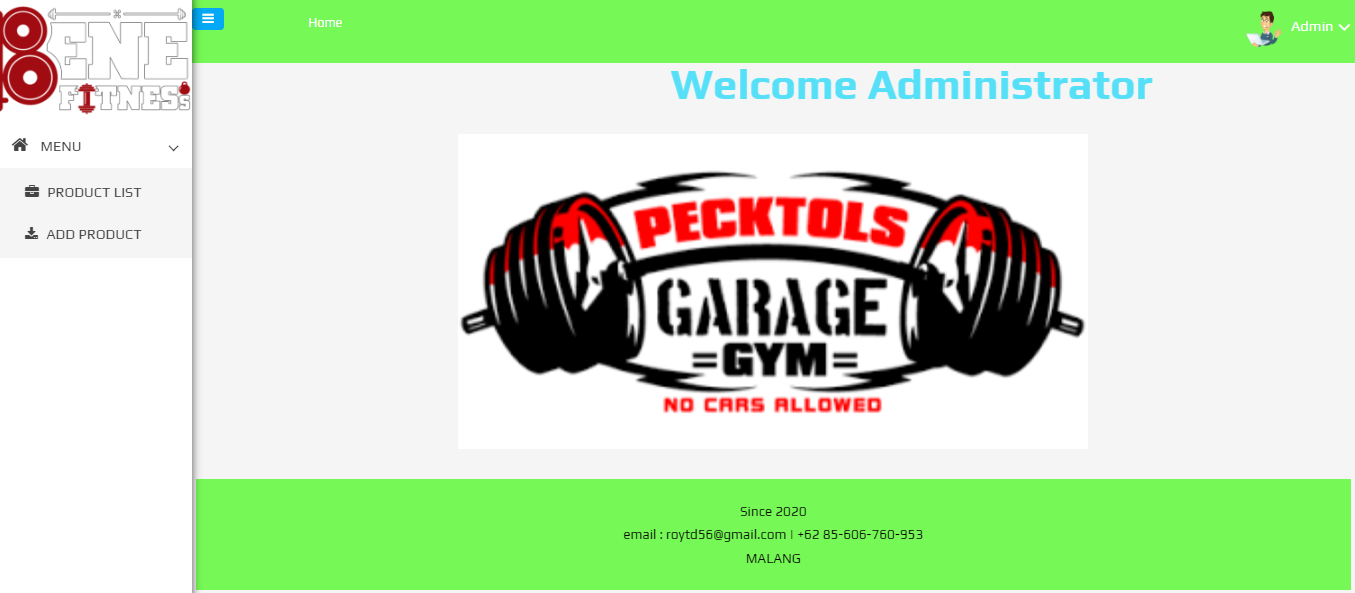 BENE
FITNESS
Home
Admin
MENU
PRODUCT LIST
ADD PRODUCT
Welcome Administrator
PECKTOLS
GARAGE
=GYM=
NO CARS ALLOWED
Since 2020
email : roytd56@gmail.com | +62 85-606-760-953
MALANG